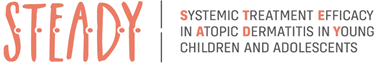 STEADY
SYSTEMIC TREATMENT EFFICACY
IN ATOPIC DERMATITIS IN YOUNG
CHILDREN AND ADOLESCENTS